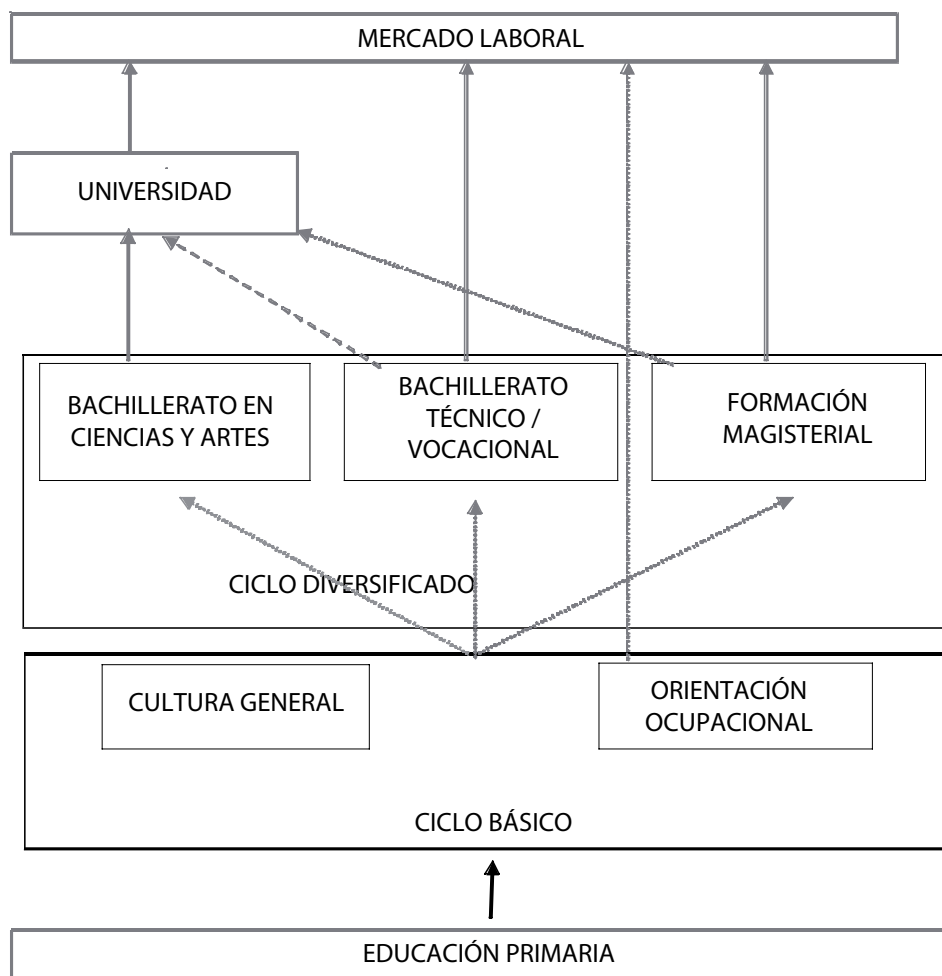 MERCADO LABORAL
UNIVERSIDAD
BACHILLERATO EN
CIENCIAS Y ARTES
BACHILLERATO
TÉCNICO /
VOCACIONAL
FORMACIÓN
MAGISTERIAL
CICLO DIVERSIFICADO
CULTURA GENERAL
ORIENTACIÓN
OCUPACIONAL
CICLO BÁSICO
EDUCACIÓN PRIMARIA